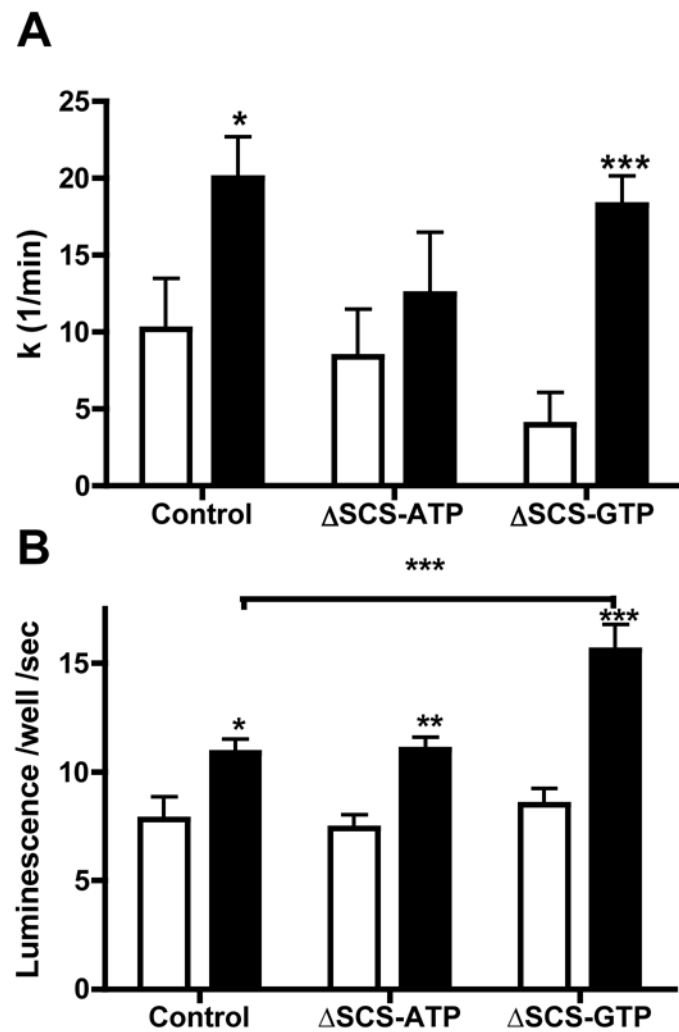 A
k (1/min)
25
20
15
10
5
0
*
***
Control
ΔSCS-ATP
ΔSCS-GTP
B
Luminescence /well /sec
15
10
5
0
***
*
**
***
Control
ΔSCS-ATP
ΔSCS-GTP